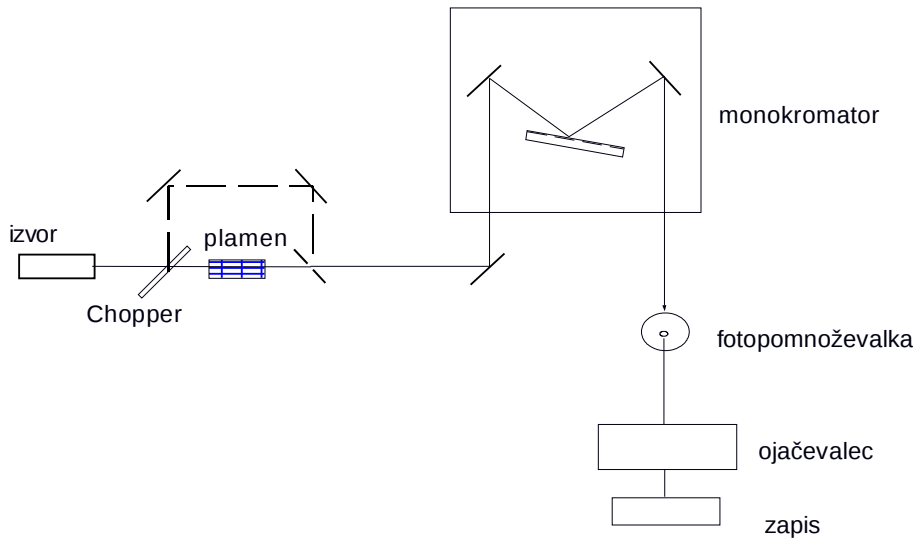 monokromator
izvor
plamen
Chopper
fotopomnoževalka
ojačevalec
zapis